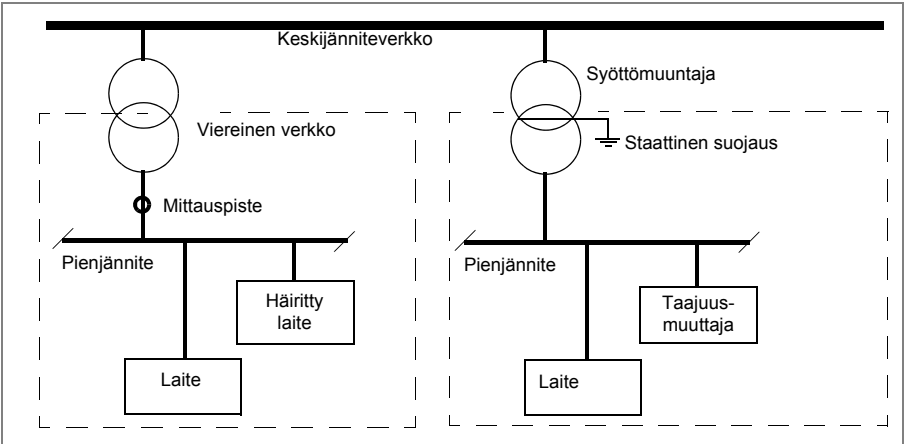 Keskijänniteverkko
Syöttömuuntaja
Viereinen verkko
Staattinen suojaus
Mittauspiste
Pienjännite
Pienjännite
Häiritty
laite
Taajuus-
muuttaja
Laite
Laite